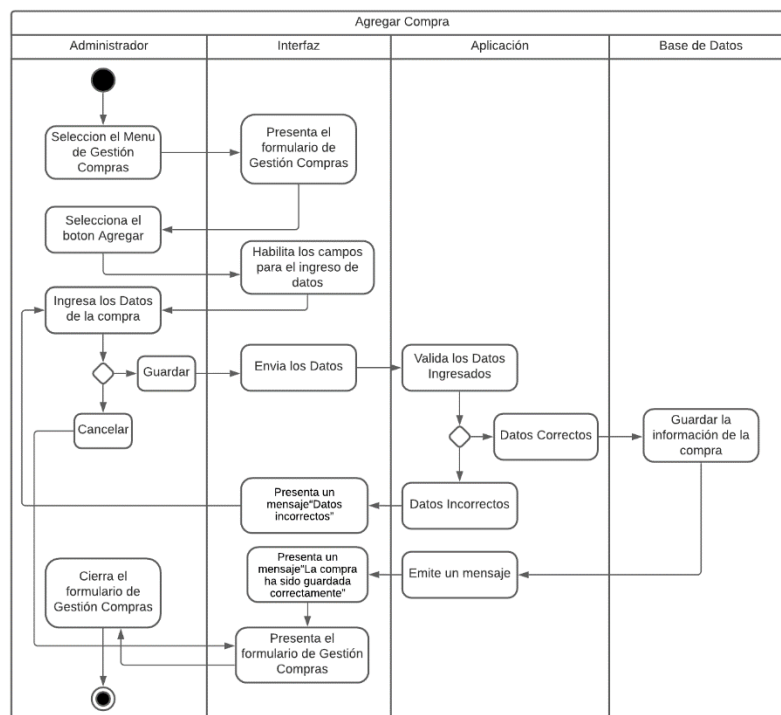 Agregar Compra
Administrador
Interfaz
Aplicación
Base de Datos
Seleccion el Menu
de Gestión
Compras
Presenta el
formulario de
Gestión Compras
Selecciona el
boton Agregar
Habilita los campos
para el ingreso de
datos
Ingresa los Datos
de la compra
Guardar
Envia los Datos
Valida los Datos
Ingresados
Cancelar
Datos Correctos
Guardar la
información de la
compra
Presenta un
mensaje"Datos
incorrectos"
Datos Incorrectos
Cierra el
formulario de
Gestión Compras
Presenta un
mensaje"La compra
ha sido guardada
correctamente"
Emite un mensaje
Presenta el
formulario de Gestión
Compras